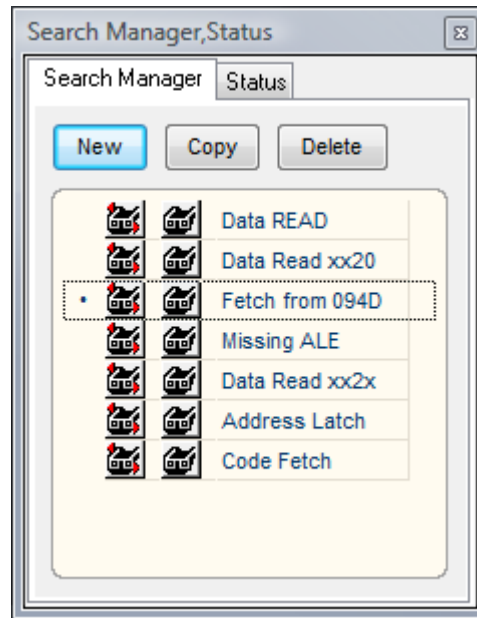 Search Manager,Status
Search Manager Status
New Copy Delete
Data READ
Data Read xx20
Fetch from 094D
Missing ALE
Data Read xx2x
Address Latch
Code Fetch